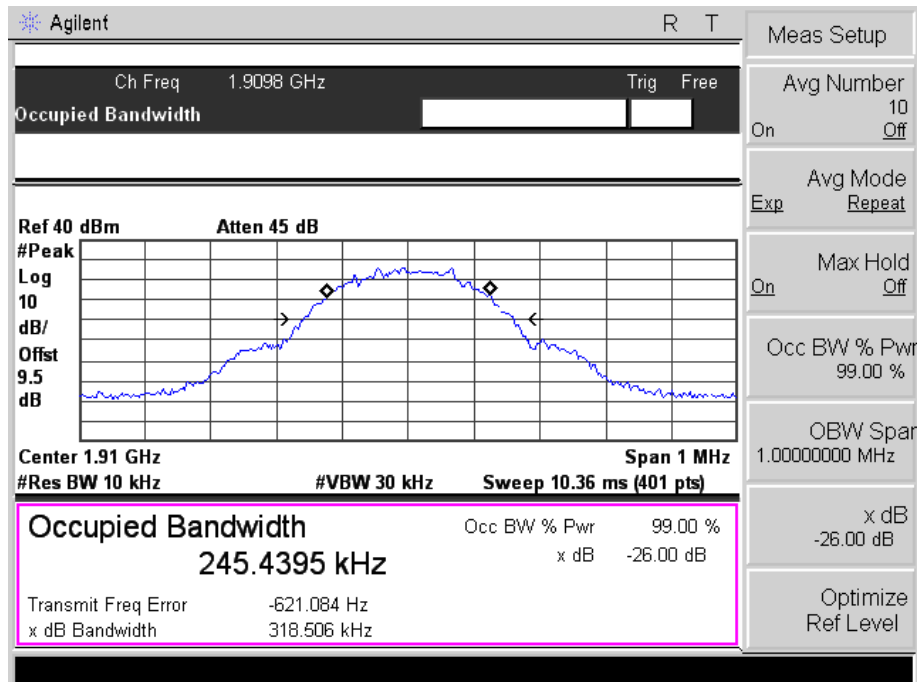 Agilent R T
Ch Freq 1.9098 GHz Trig Free
Occupied Bandwidth
Ref 40 dBm Atten 45 dB
#Peak
Log
10
dB/
Offst
9.5
dB
Center 1.91 GHz Span 1 MHz
#Res BW 10 kHz #VBW 30 kHz Sweep 10.36 ms (401 pts)
Occupied Bandwidth
245.4395 kHz
Occ BW % Pwr 99.00 %
x dB -26.00 dB
Transmit Freq Error -621.084 Hz
x dB Bandwidth 318.506 kHz
Meas Setup
Avg Number
10
On Off
Avg Mode
Exp Repeat
Max Hold
On Off
Occ BW % Pwr
99.00 %
OBW Span
1.00000000 MHz
x dB
-26.00 dB
Optimize
Ref Level